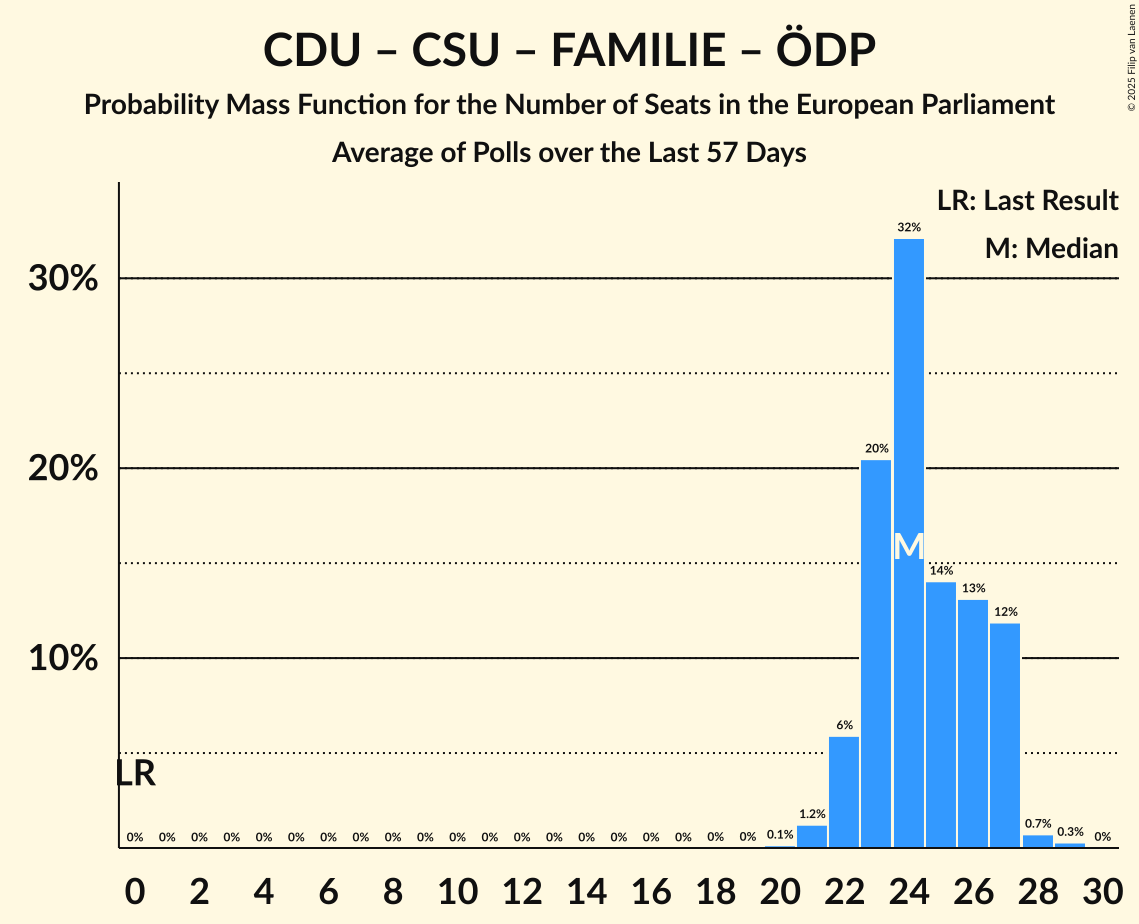 CDU – CSU – FAMILIE – ÖDP
Probability Mass Function for the Number of Seats in the European Parliament
Average of Polls over the Last 57 Days
© 2025 Filip van Laenen
LR: Last Result
M: Median
30%
20%
10%
LR
M
0% 0% 0% 0% 0% 0% 0% 0% 0% 0% 0% 0% 0% 0% 0% 0% 0% 0% 0% 0% 0.1% 1.2% 6% 20% 32% 14% 13% 12% 0.7% 0.3% 0%
0 2 4 6 8 10 12 14 16 18 20 22 24 26 28 30